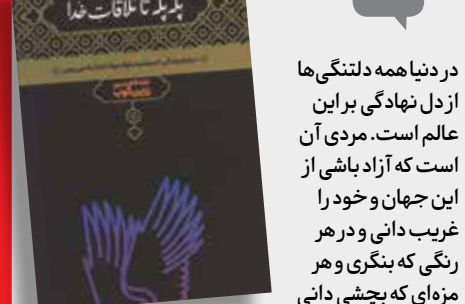 پله پله تا ملاقات خدا
در دنیا همه دلتنگی‌ها
از دل نهادگی بر این
عالم است. مردی آن
است که آزاد باشی از
این جهان و خود را
غریب دانی و در هر
رنگی که بنگری و هر
مزه‌ای که بچشی دانی